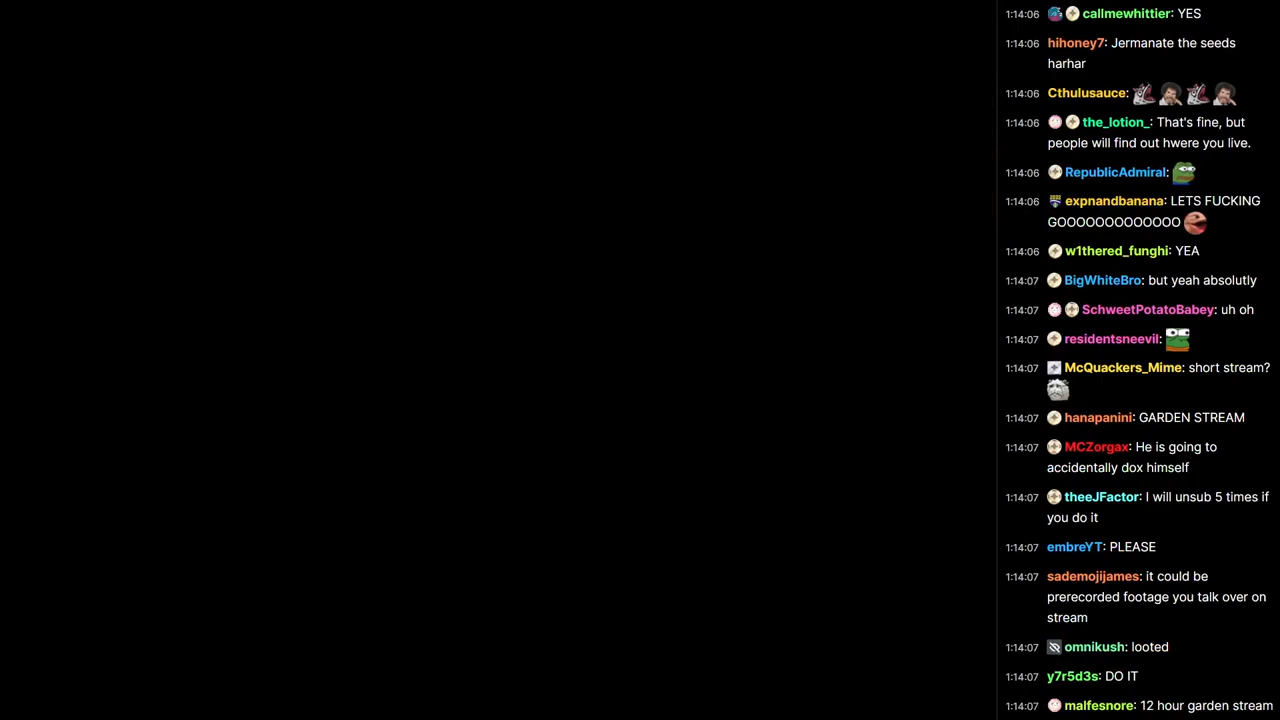 1:14:06 callmewhittier: YES
1:14:06 hihoney7: Jermanate the seeds
harhar
1:14:06 Cthulusauce:
1:14:06 the_lotion_: That's fine, but
people will find out hwere you live.
1:14:06 RepublicAdmiral:
1:14:06 expnandbanana: LETS FUCKING
GOOOOOOOOOOOOO
1:14:06 w1thered_funghi: YEA
1:14:07 BigWhiteBro: but yeah absolutly
1:14:07 SchweetPotatoBabey: uh oh
1:14:07 residentsneevil:
1:14:07 McQuackers_Mime: short stream?
1:14:07 hanapanini: GARDEN STREAM
1:14:07 MCZorgax: He is going to
accidentally dox himself
1:14:07 theeJFactor: I will unsub 5 times if
you do it
1:14:07 embreYT: PLEASE
1:14:07 sademojijames: it could be
prerecorded footage you talk over on
stream
1:14:07 omnikush: looted
1:14:07 y7r5d3s: DO IT
1:14:07 malfesnore: 12 hour garden stream